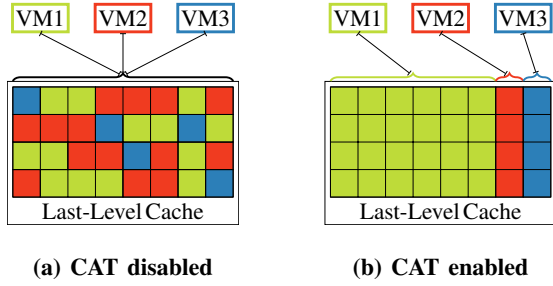 VM1 VM2 VM3
Last-Level Cache
(a) CAT disabled
VM1 VM2 VM3
Last-Level Cache
(b) CAT enabled